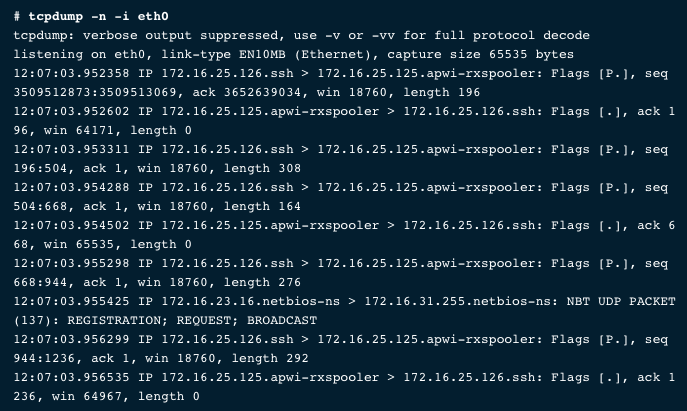 # tcpdump -n -i eth0
tcpdump: verbose output suppressed, use -v or -vv for full protocol decode
listening on eth0, link-type EN10MB (Ethernet), capture size 65535 bytes
12:07:03.952358 IP 172.16.25.126.ssh > 172.16.25.125.apwi-rxspooler: Flags [P.], seq
3509512873:3509513069, ack 3652639034, win 18760, length 196
12:07:03.952602 IP 172.16.25.125.apwi-rxspooler > 172.16.25.126.ssh: Flags [.], ack 1
96, win 64171, length 0
12:07:03.953311 IP 172.16.25.126.ssh > 172.16.25.125.apwi-rxspooler: Flags [P.], seq
196:504, ack 1, win 18760, length 308
12:07:03.954288 IP 172.16.25.126.ssh > 172.16.25.125.apwi-rxspooler: Flags [P.], seq
504:668, ack 1, win 18760, length 164
12:07:03.954502 IP 172.16.25.125.apwi-rxspooler > 172.16.25.126.ssh: Flags [.], ack 6
68, win 65535, length 0
12:07:03.955298 IP 172.16.25.126.ssh > 172.16.25.125.apwi-rxspooler: Flags [P.], seq
668:944, ack 1, win 18760, length 276
12:07:03.955425 IP 172.16.23.16.netbios-ns > 172.16.31.255.netbios-ns: NBT UDP PACKET
(137): REGISTRATION; REQUEST; BROADCAST
12:07:03.956299 IP 172.16.25.126.ssh > 172.16.25.125.apwi-rxspooler: Flags [P.], seq
944:1236, ack 1, win 18760, length 292
12:07:03.956535 IP 172.16.25.125.apwi-rxspooler > 172.16.25.126.ssh: Flags [.], ack 1
236, win 64967, length 0